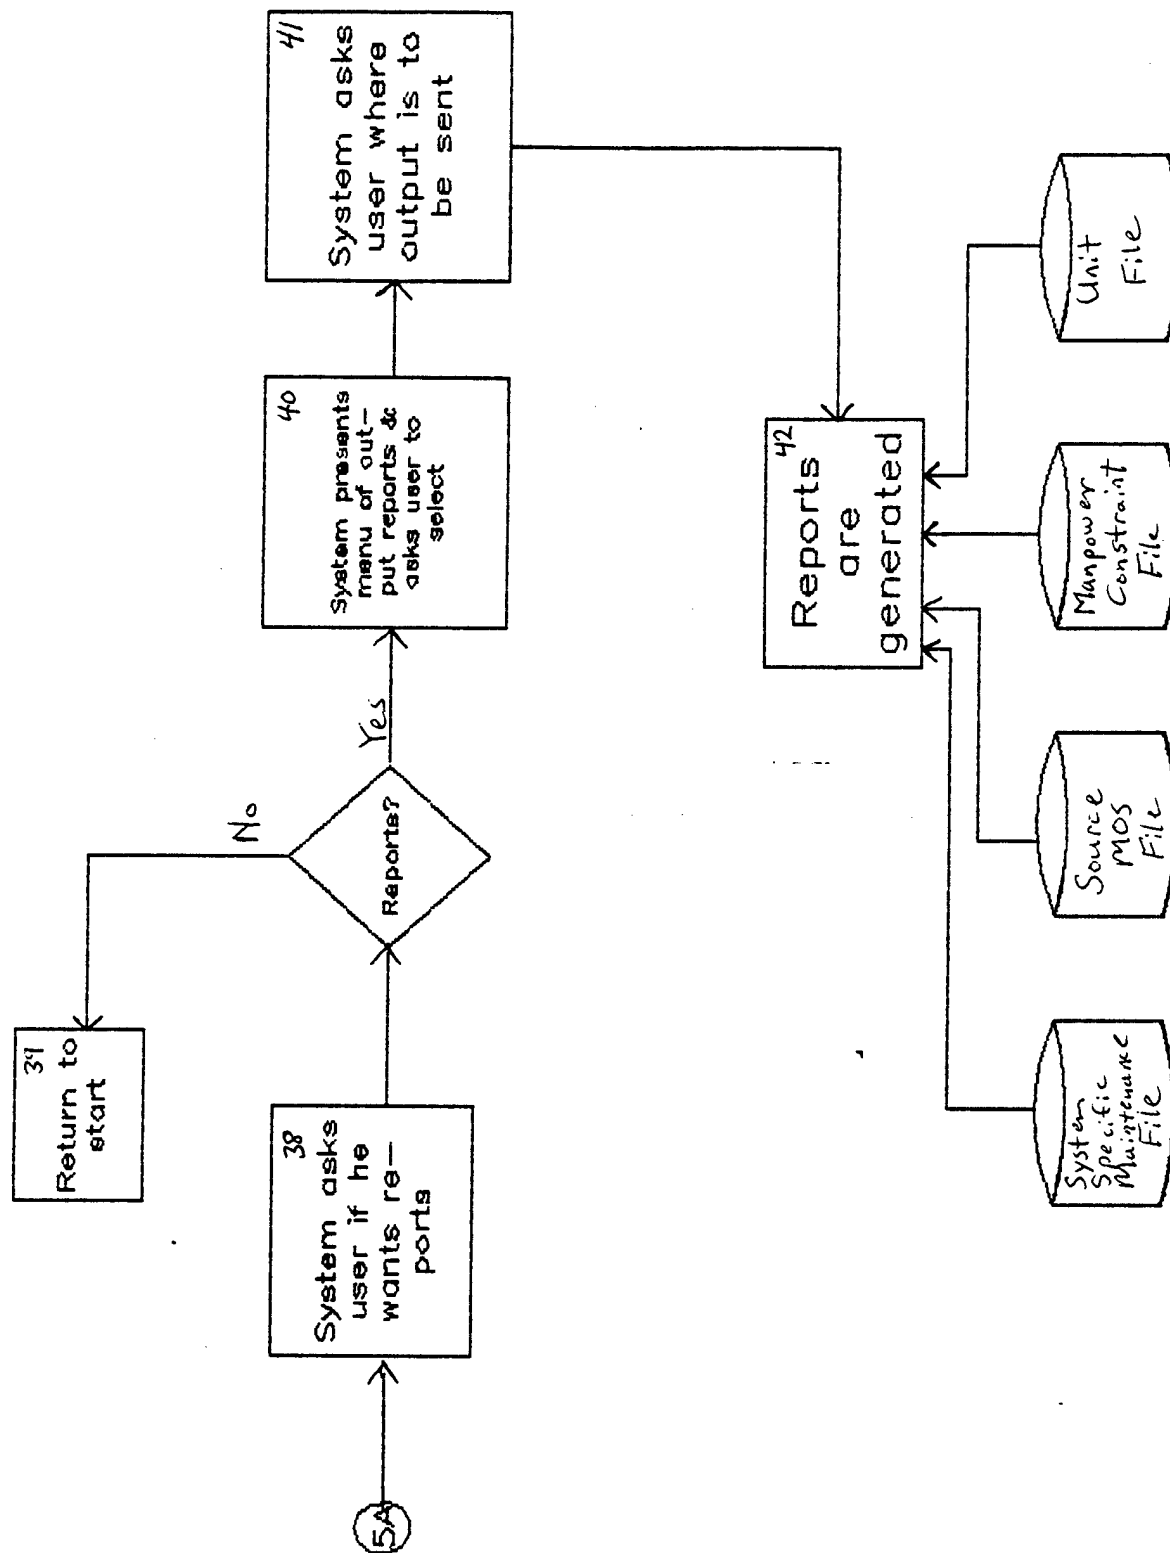 5A
38
System asks
user if he
wants re-
ports
39
Return to
start
No
Reports?
Yes
40
System presents
menu of out-
put reports &
asks user to
select
41
System asks
user where
output is to
be sent
42
Reports
are
generated
System
Specific
Maintenance
File
Source
MOS
File
Manpower
Constraint
File
Unit
File